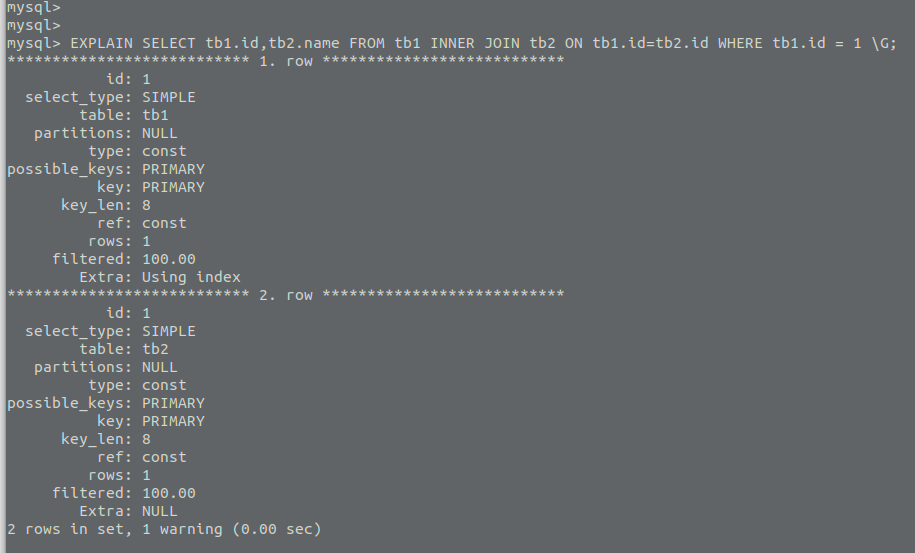 mysql>
mysql>
mysql> EXPLAIN SELECT tb1.id,tb2.name FROM tb1 INNER JOIN tb2 ON tb1.id=tb2.id WHERE tb1.id = 1 \G;
*************************** 1. row ***************************
id: 1
select_type: SIMPLE
table: tb1
partitions: NULL
type: const
possible_keys: PRIMARY
key: PRIMARY
key_len: 8
ref: const
rows: 1
filtered: 100.00
Extra: Using index
*************************** 2. row ***************************
id: 1
select_type: SIMPLE
table: tb2
partitions: NULL
type: const
possible_keys: PRIMARY
key: PRIMARY
key_len: 8
ref: const
rows: 1
filtered: 100.00
Extra: NULL
2 rows in set, 1 warning (0.00 sec)